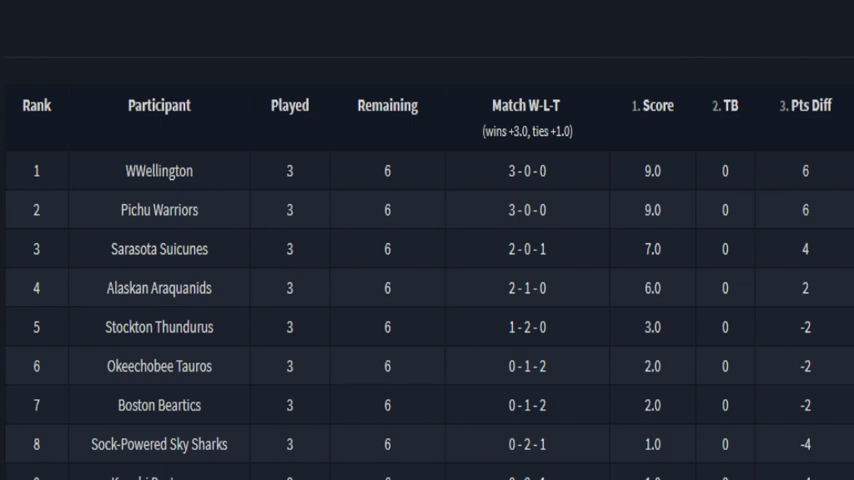 Rank Participant Played Remaining Match W-L-T 1. Score 2. TB 3. Pts Diff
(wins +3.0, ties +1.0)
1 WWellington 3 6 3 - 0 - 0 9.0 0 6
2 Pichu Warriors 3 6 3 - 0 - 0 9.0 0 6
3 Sarasota Suicunes 3 6 2 - 0 - 1 7.0 0 4
4 Alaskan Araquanids 3 6 2 - 1 - 0 6.0 0 2
5 Stockton Thundurus 3 6 1 - 2 - 0 3.0 0 -2
6 Okeechobee Tauros 3 6 0 - 1 - 2 2.0 0 -2
7 Boston Beartics 3 6 0 - 1 - 2 2.0 0 -2
8 Sock-Powered Sky Sharks 3 6 0 - 2 - 1 1.0 0 -4